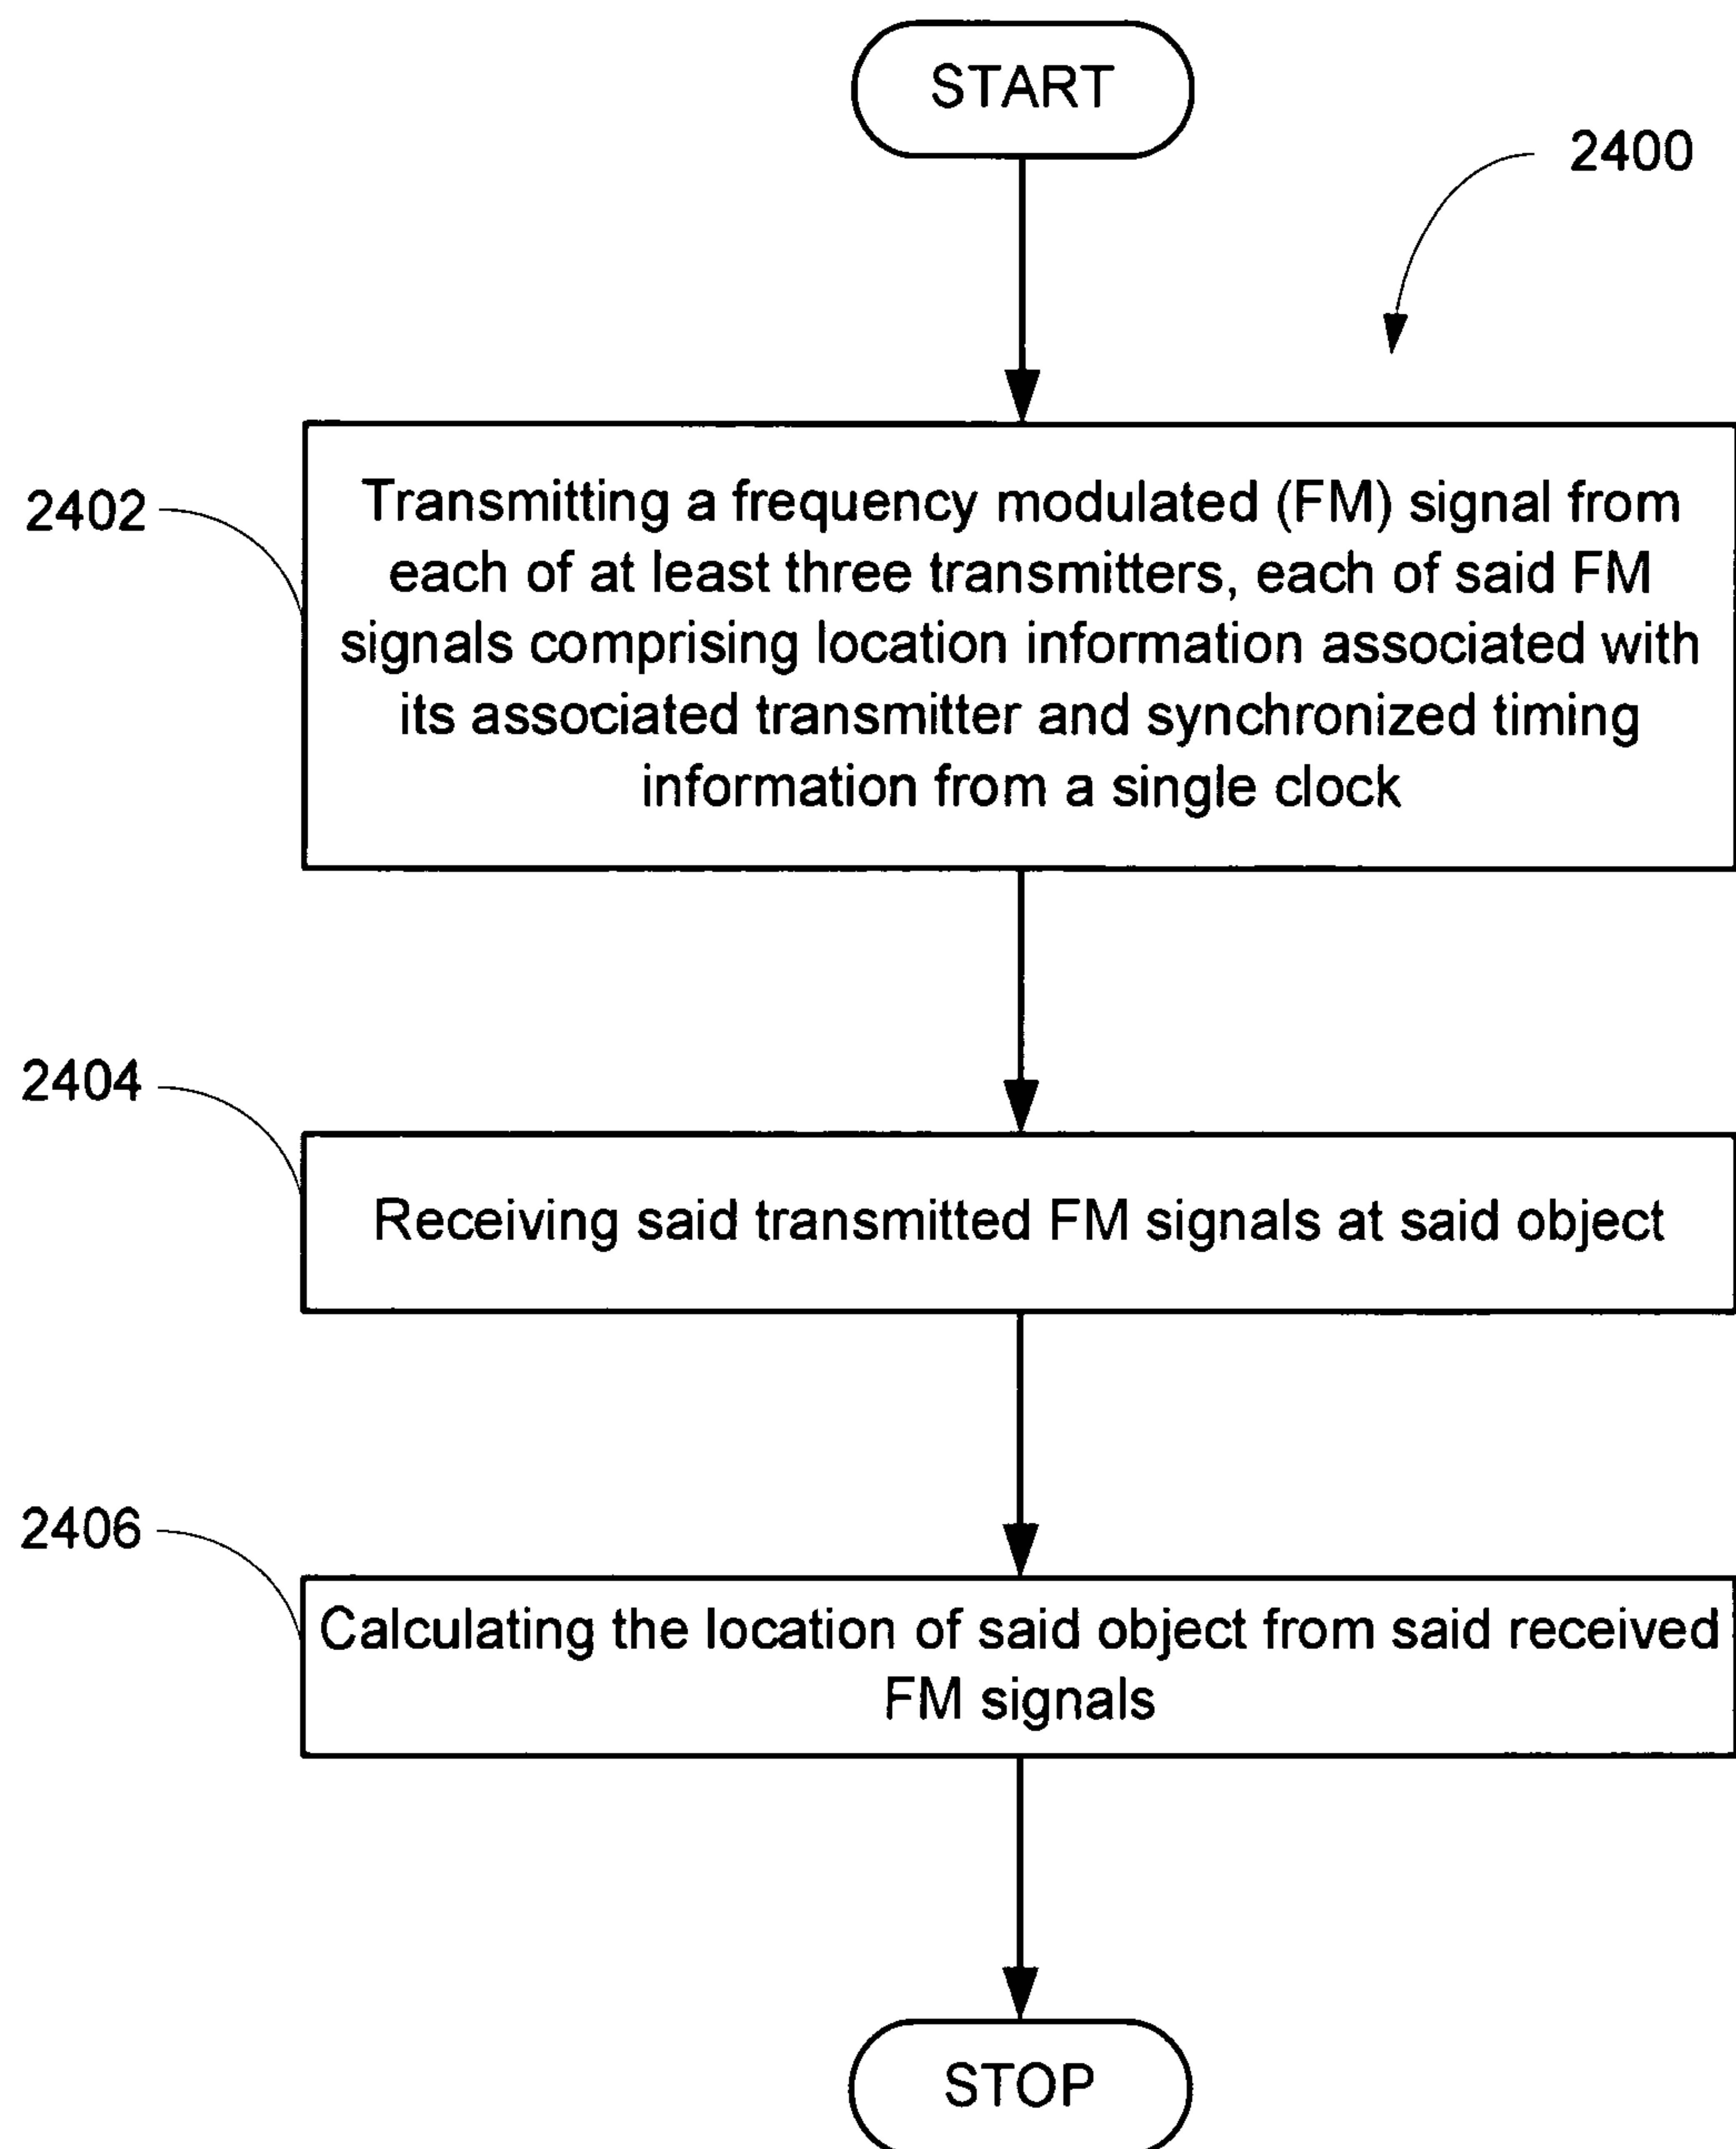 START
2400
2402
Transmitting a frequency modulated (FM) signal from
each of at least three transmitters, each of said FM
signals comprising location information associated with
its associated transmitter and synchronized timing
information from a single clock
2404
Receiving said transmitted FM signals at said object
2406
Calculating the location of said object from said received
FM signals
STOP